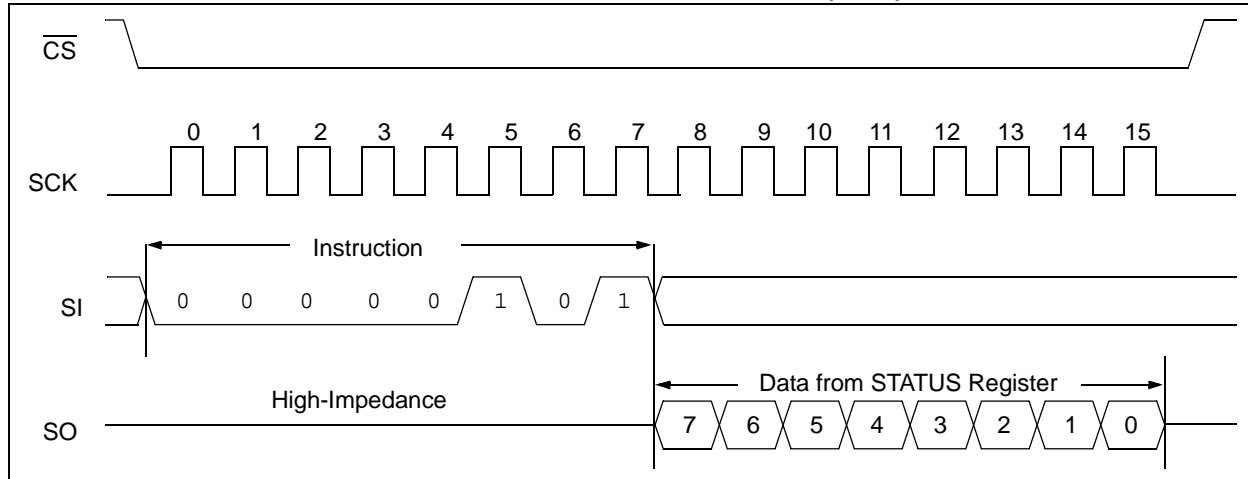 C̅S̅
0 1 2 3 4 5 6 7 8 9 10 11 12 13 14 15
SCK
Instruction
SI 0 0 0 0 0 1 0 1
Data from STATUS Register
High-Impedance
SO 7 6 5 4 3 2 1 0